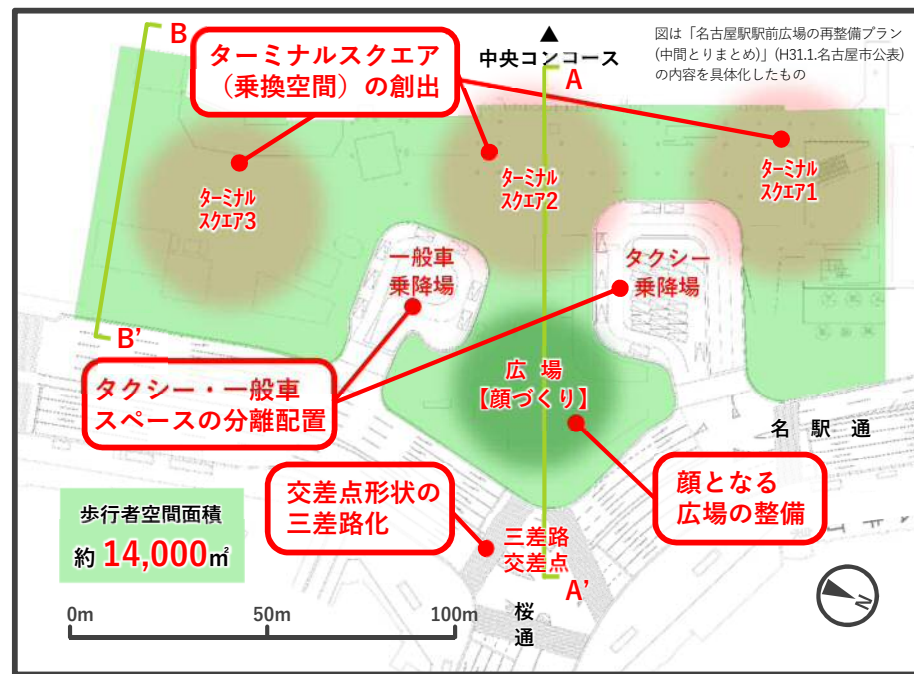 B
ターミナルスクエア
（乗換空間）の創出
▲
中央コンコース
A
図は「名古屋駅駅前広場の再整備プラン
(中間とりまとめ)」(H31.1.名古屋市公表)
の内容を具体化したもの
ターミナル
スクエア3
ターミナル
スクエア2
ターミナル
スクエア1
一般車
乗降場
タクシー
乗降場
B’
タクシー・一般車
スペースの分離配置
広 場
【顔づくり】
名 駅 通
交差点形状の
三差路化
顔となる
広場の整備
歩行者空間面積
約 14,000㎡
三差路
交差点
A’
桜
通
0m
50m
100m
N